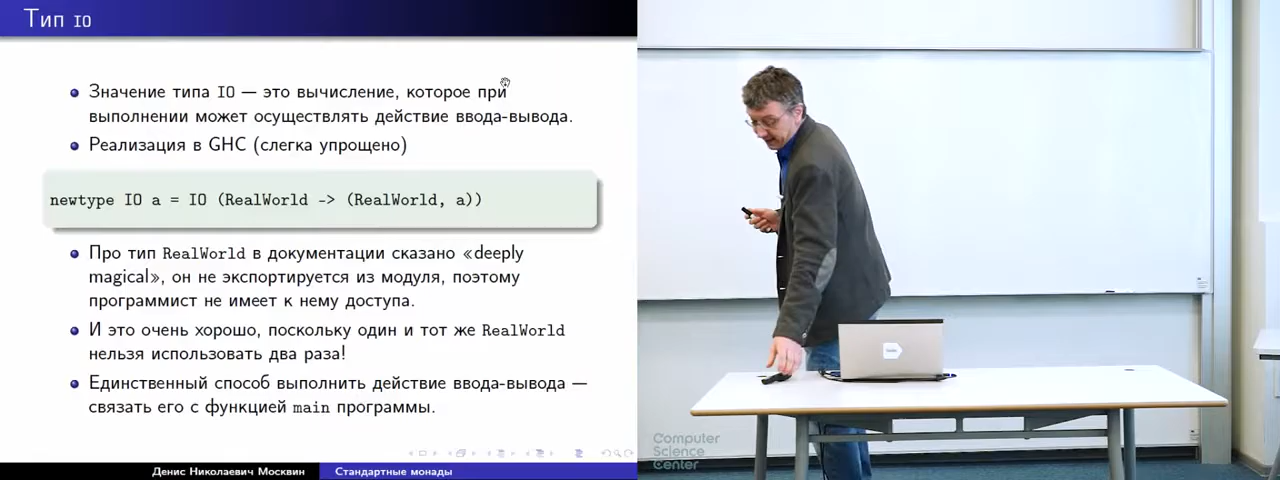 Тип IO
Значение типа IO — это вычисление, которое при
выполнении может осуществлять действие ввода-вывода.
Реализация в GHC (слегка упрощено)
newtype IO a = IO (RealWorld -> (RealWorld, a))
Про тип RealWorld в документации сказано «deeply
magical», он не экспортируется из модуля, поэтому
программист не имеет к нему доступа.
И это очень хорошо, поскольку один и тот же RealWorld
нельзя использовать два раза!
Единственный способ выполнить действие ввода-вывода —
связать его с функцией main программы.
Денис Николаевич Москвин
Стандартные монады
Computer
Science
Center